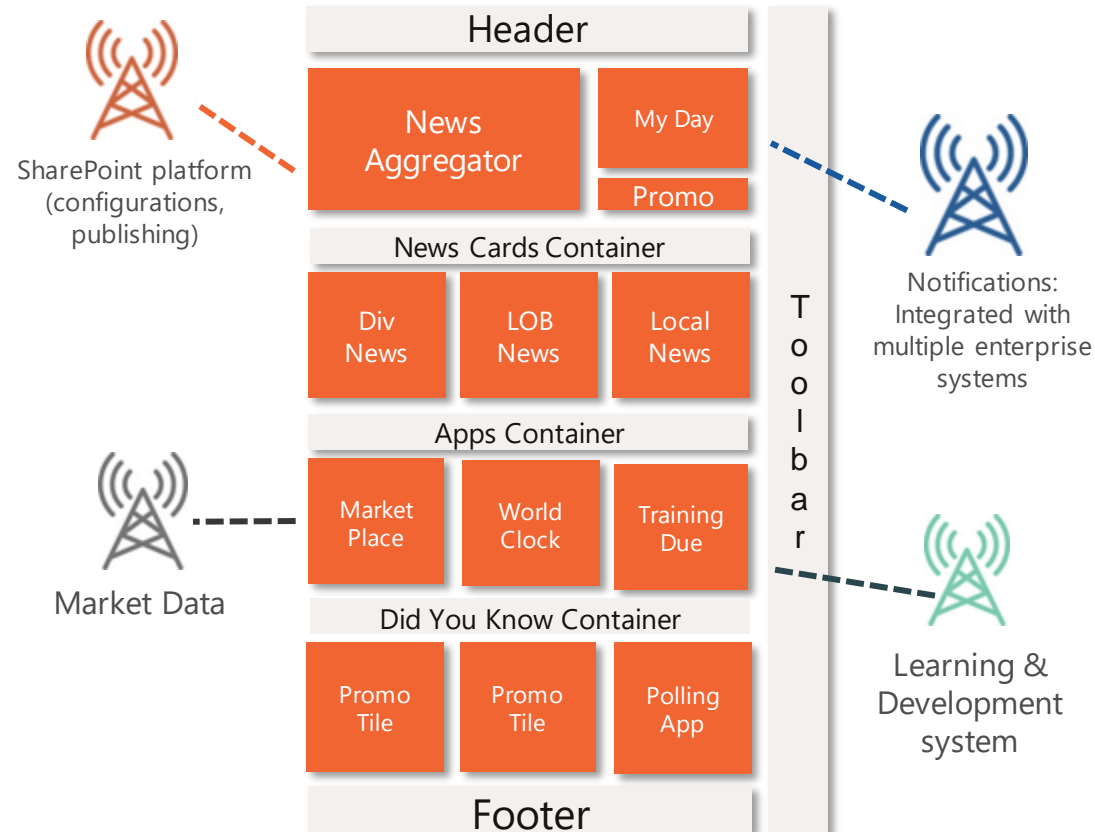 Header
News
Aggregator
My Day
Promo
SharePoint platform
(configurations,
publishing)
Notifications:
Integrated with
multiple enterprise
systems
News Cards Container
Div
News
LOB
News
Local
News
Toolbar
Apps Container
Market
Place
World
Clock
Training
Due
Market Data
Did You Know Container
Promo
Tile
Promo
Tile
Polling
App
Learning &
Development
system
Footer